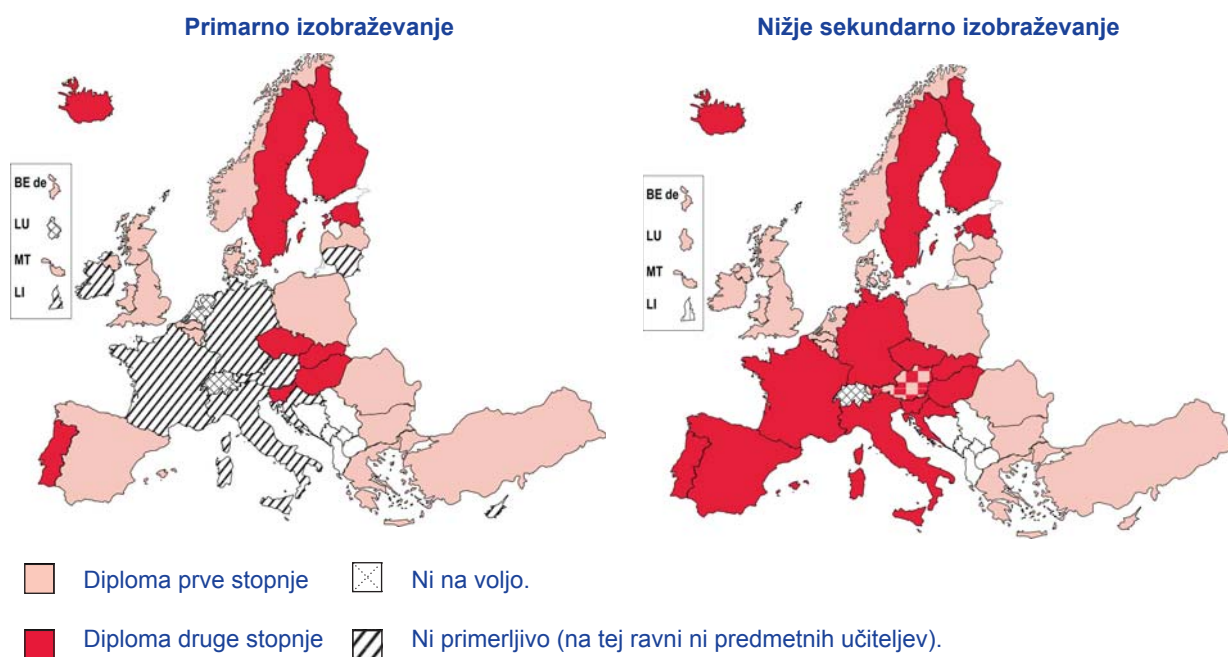 Primarno izobraževanje
Nižje sekundarno izobraževanje
BE de
LU
MT
LI
BE de
LU
MT
LI
Diploma prve stopnje
Ni na voljo.
Diploma druge stopnje
Ni primerljivo (na tej ravni ni predmetnih učiteljev).